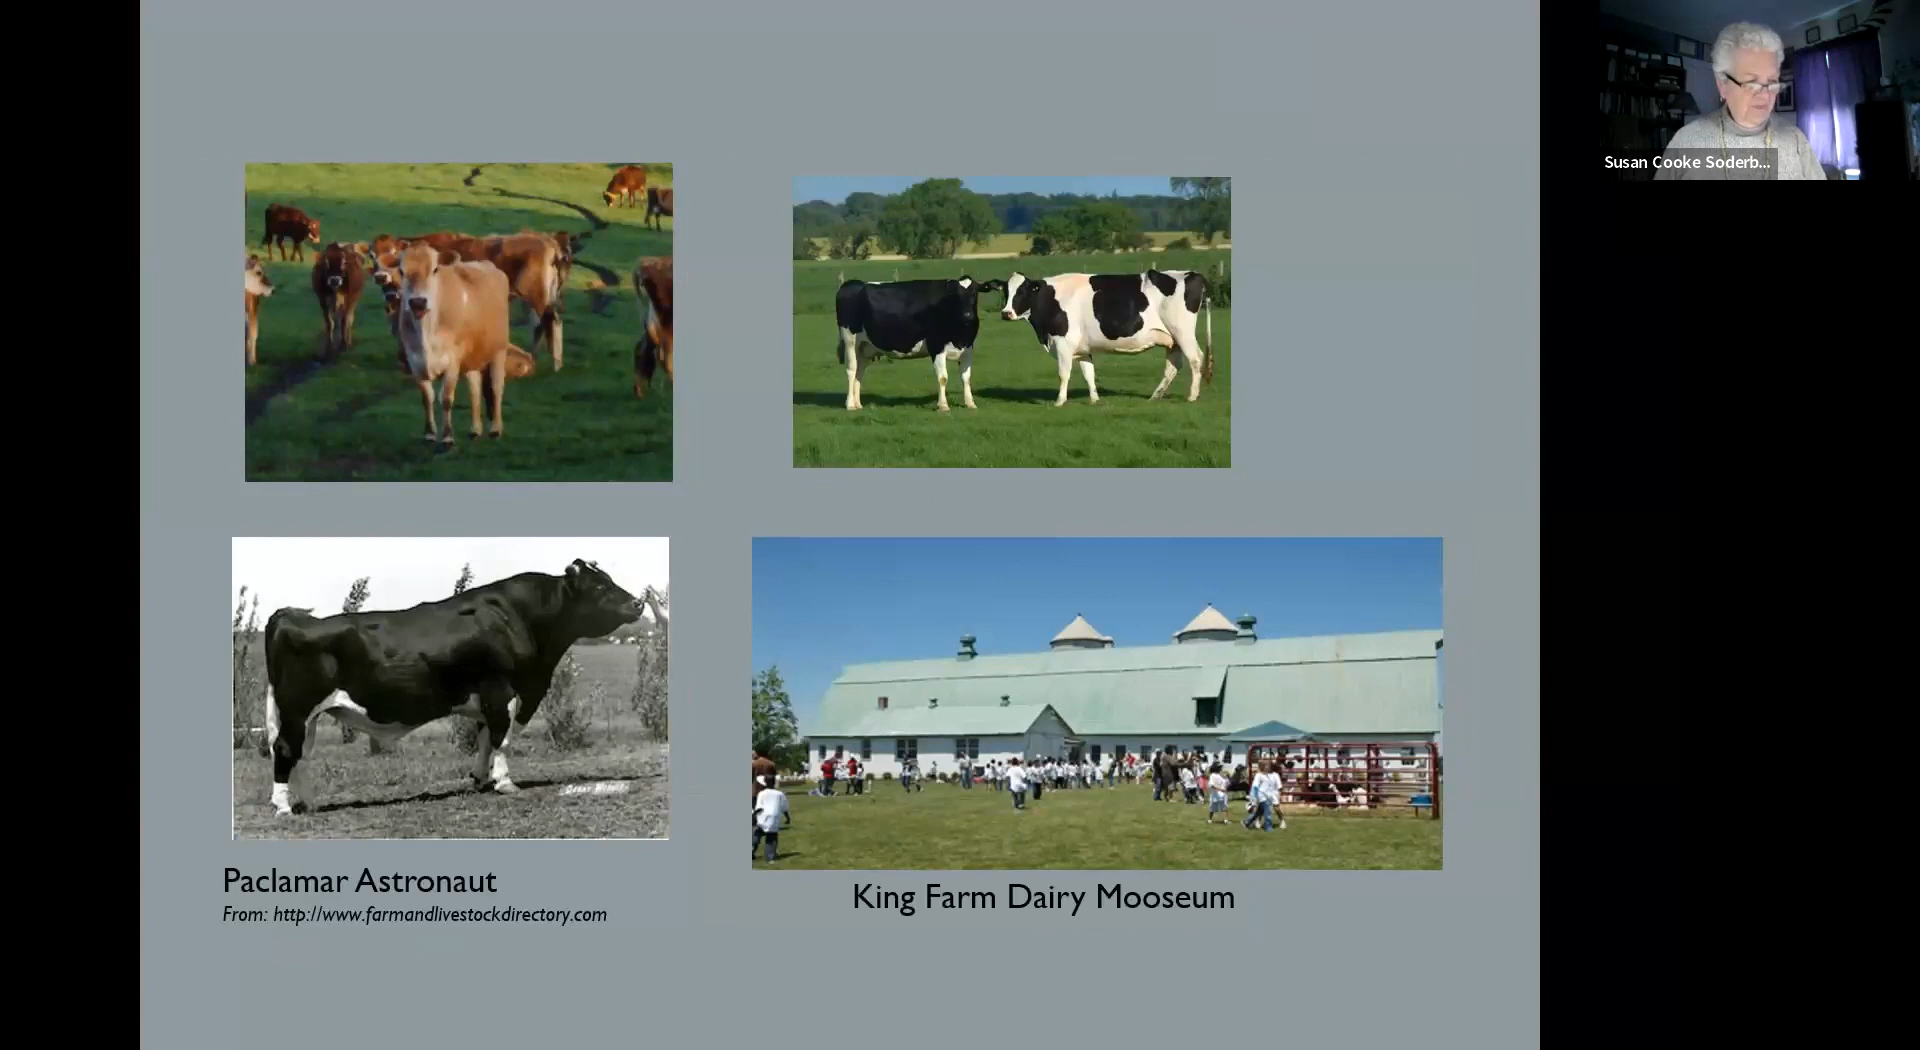 Susan Cooke Soderb...
Paclamar Astronaut
From: http://www.farmandlivestockdirectory.com
King Farm Dairy Mooseum